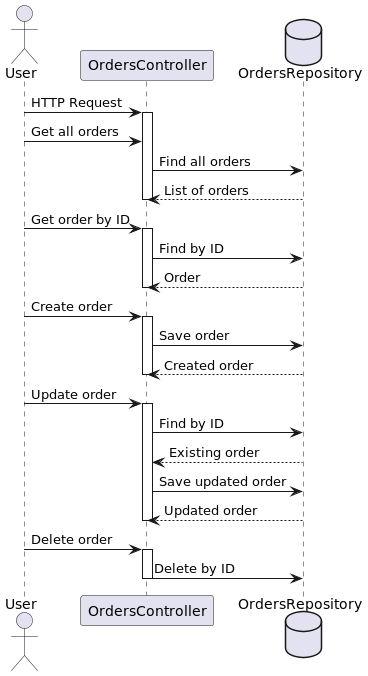 User
OrdersController
OrdersRepository
HTTP Request
Get all orders
Find all orders
List of orders
Get order by ID
Find by ID
Order
Create order
Save order
Created order
Update order
Find by ID
Existing order
Save updated order
Updated order
Delete order
Delete by ID
User
OrdersController
OrdersRepository